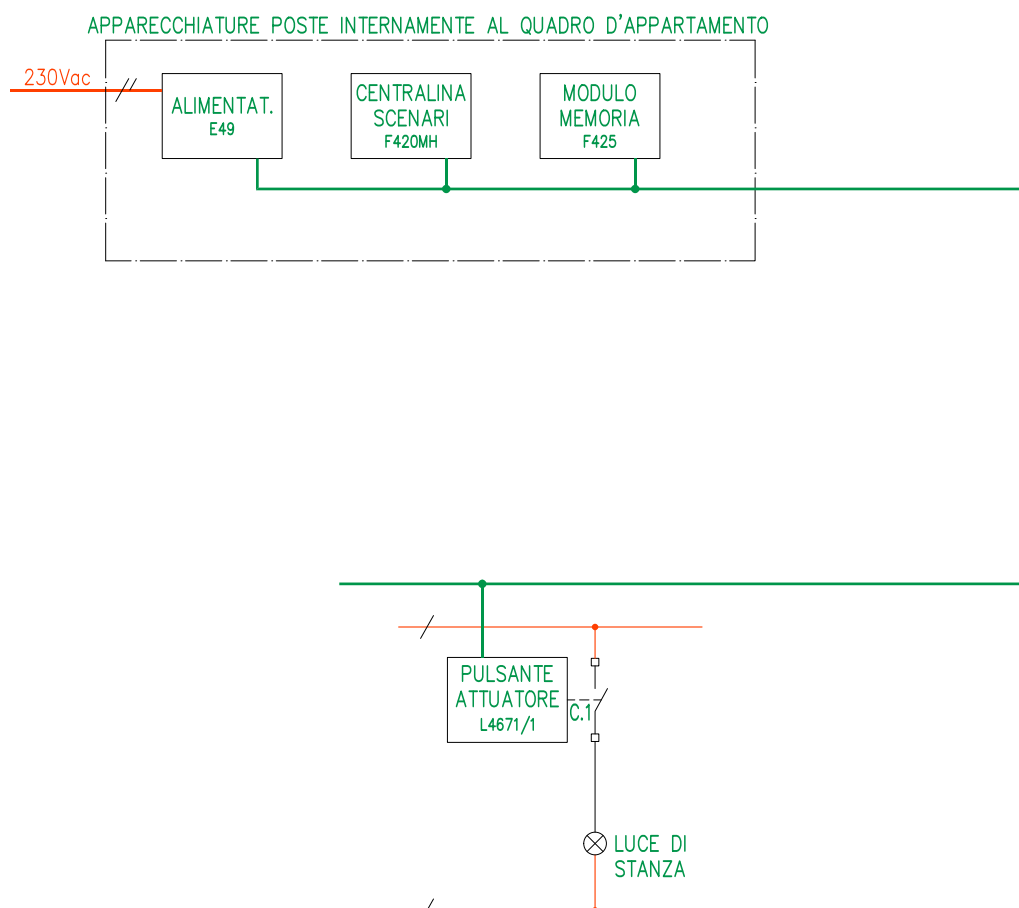 APPARECCHIATURE POSTE INTERNAMENTE AL QUADRO D'APPARTAMENTO
230Vac
ALIMENTAT.
E49
CENTRALINA
SCENARI
F420MH
MODULO
MEMORIA
F425
PULSANTE
ATTUATORE
L4671/1
C.1
LUCE DI
STANZA